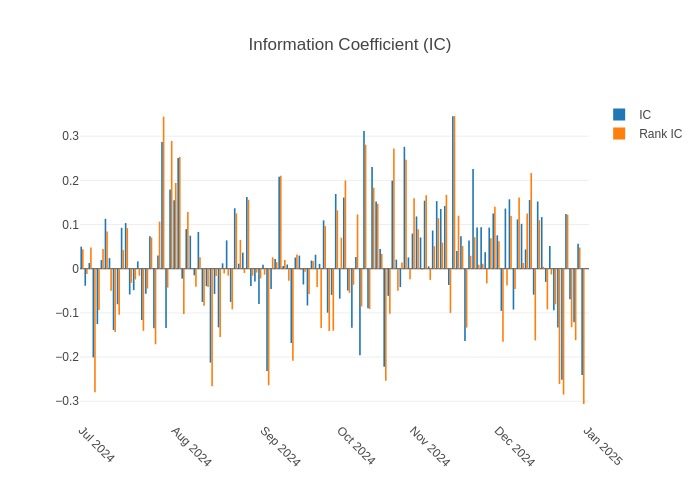 Information Coefficient (IC)
IC
Rank IC
0.3
0.2
0.1
0
−0.1
−0.2
−0.3
Jul 2024
Aug 2024
Sep 2024
Oct 2024
Nov 2024
Dec 2024
Jan 2025